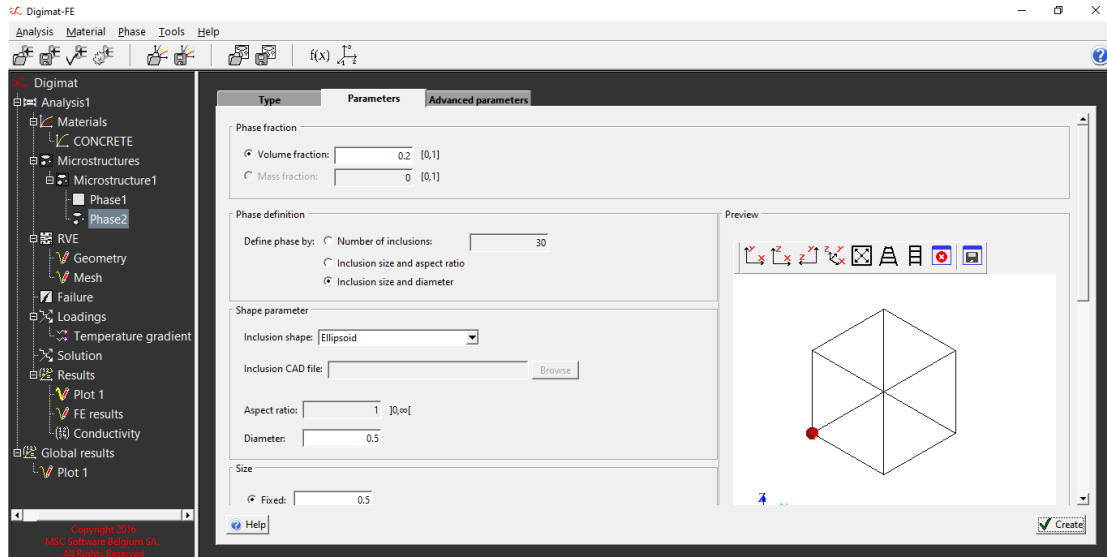 Digimat-FE
Analysis Material Phase Tools Help
f(x)
Digimat
Analysis1
Materials
CONCRETE
Microstructures
Microstructure1
Phase1
Phase2
RVE
Geometry
Mesh
Failure
Loadings
Temperature gradient
Solution
Results
Plot 1
FE results
Conductivity
Global results
Plot 1
Copyright 2016
MSC Software Belgium SA.
All Rights Reserved
Type Parameters Advanced parameters
Phase fraction
Volume fraction: 0.2 [0,1]
Mass fraction: 0 [0,1]
Phase definition
Define phase by: Number of inclusions: 30
Inclusion size and aspect ratio
Inclusion size and diameter
Shape parameter
Inclusion shape: Ellipsoid
Inclusion CAD file: Browse
Aspect ratio: 1 ]0,∞[
Diameter: 0.5
Size
Fixed: 0.5
Preview
Z
Help
Create